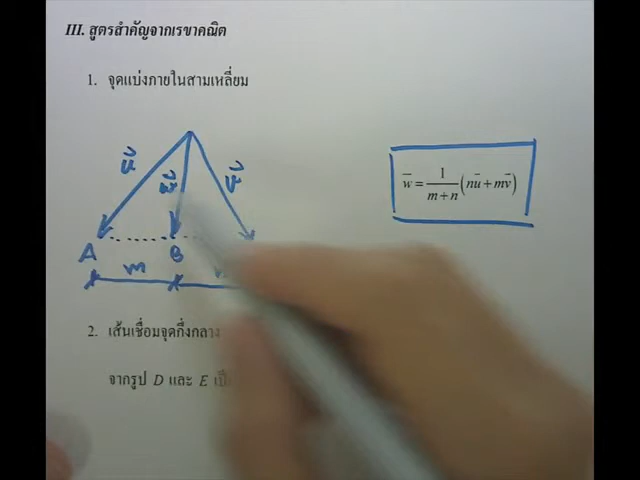 III. สูตรสำคัญจากเรขาคณิต
1. จุดแบ่งภายในสามเหลี่ยม
u⃗ w⃗ v⃗
w⃗ = 1/(m+n) (nu⃗ + mv⃗)
A B
m
2. เส้นเชื่อมจุดกึ่งกลาง
จากรูป D และ E